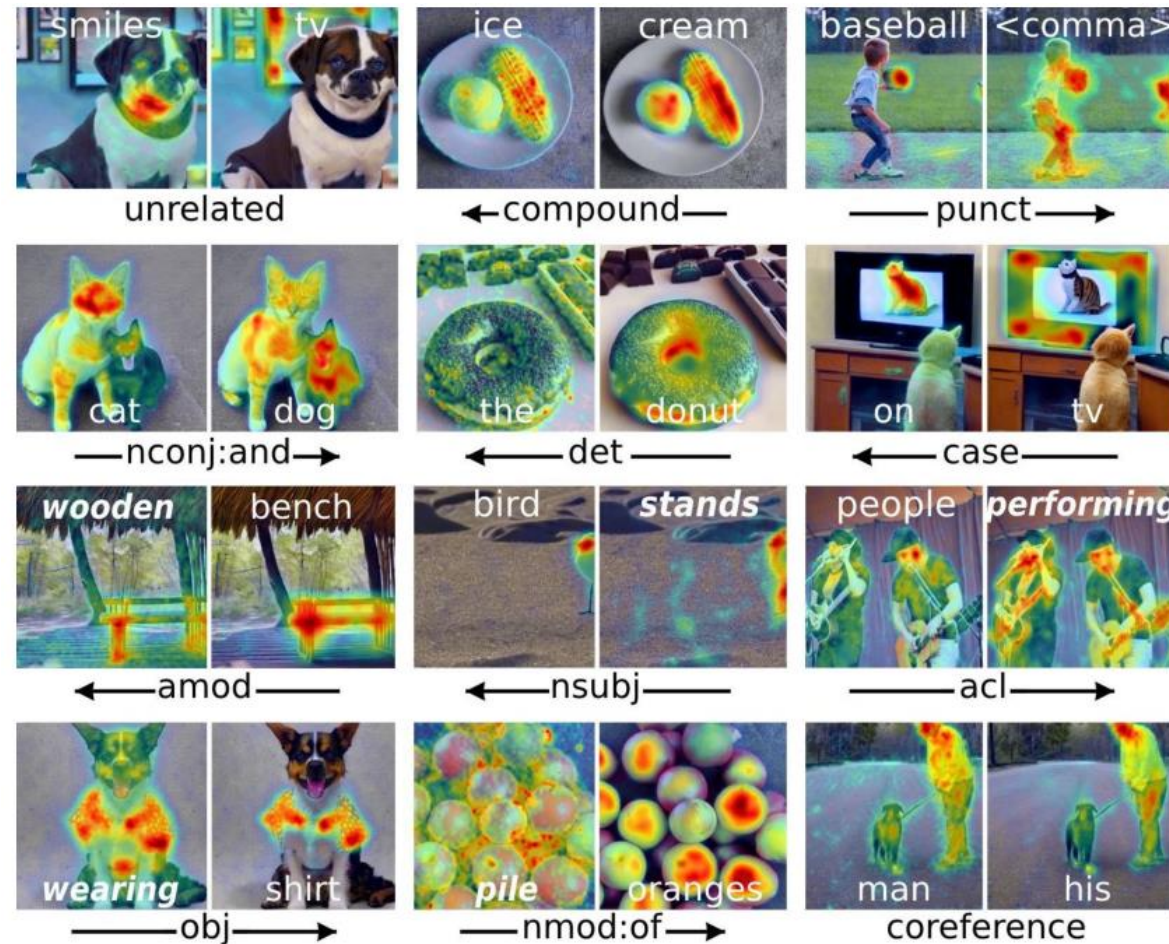 smiles tv ice cream baseball <comma>
unrelated compound punct
cat dog the donut on tv
nconj:and det case
wooden bench bird stands people performing
amod nsubj acl
wearing shirt pile oranges man his
obj nmod:of coreference